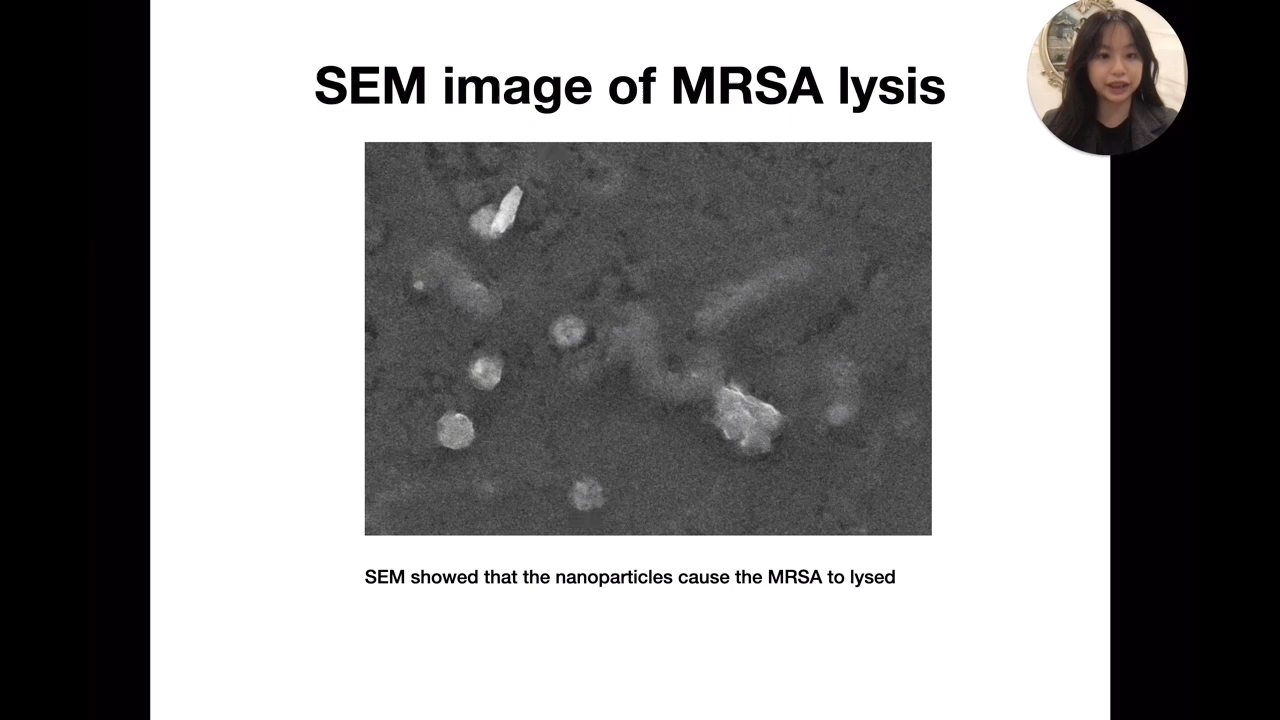 SEM image of MRSA lysis
SEM showed that the nanoparticles cause the MRSA to lysed